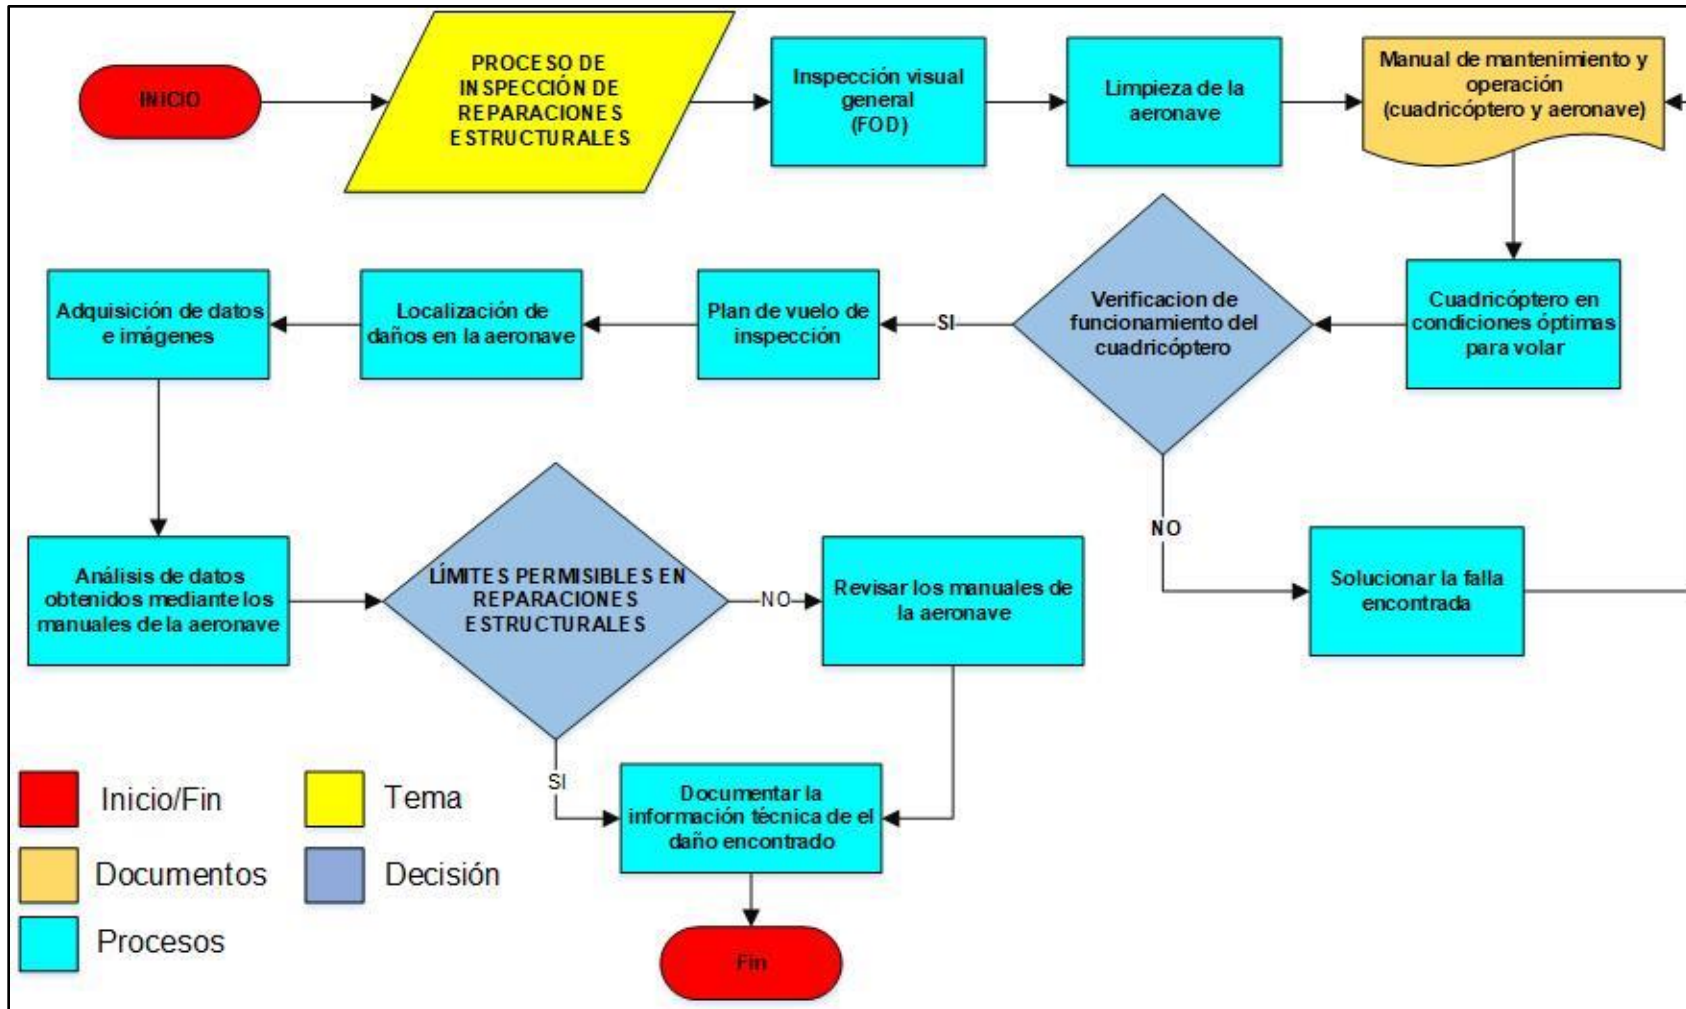 INICIO
PROCESO DE
INSPECCIÓN DE
REPARACIONES
ESTRUCTURALES
Inspección visual
general
(FOD)
Limpieza de la
aeronave
Manual de mantenimiento y
operación
(cuadricóptero y aeronave)
Adquisición de datos
e imágenes
Localización de
daños en la aeronave
Plan de vuelo de
inspección
SI
Verificacion de
funcionamiento del
cuadricóptero
Cuadricóptero en
condiciones óptimas
para volar
NO
Solucionar la falla
encontrada
Análisis de datos
obtenidos mediante los
manuales de la aeronave
LÍMITES PERMISIBLES EN
REPARACIONES
ESTRUCTURALES
NO
Revisar los manuales de
la aeronave
SI
Documentar la
información técnica de el
daño encontrado
Fin
Inicio/Fin
Tema
Documentos
Decisión
Procesos